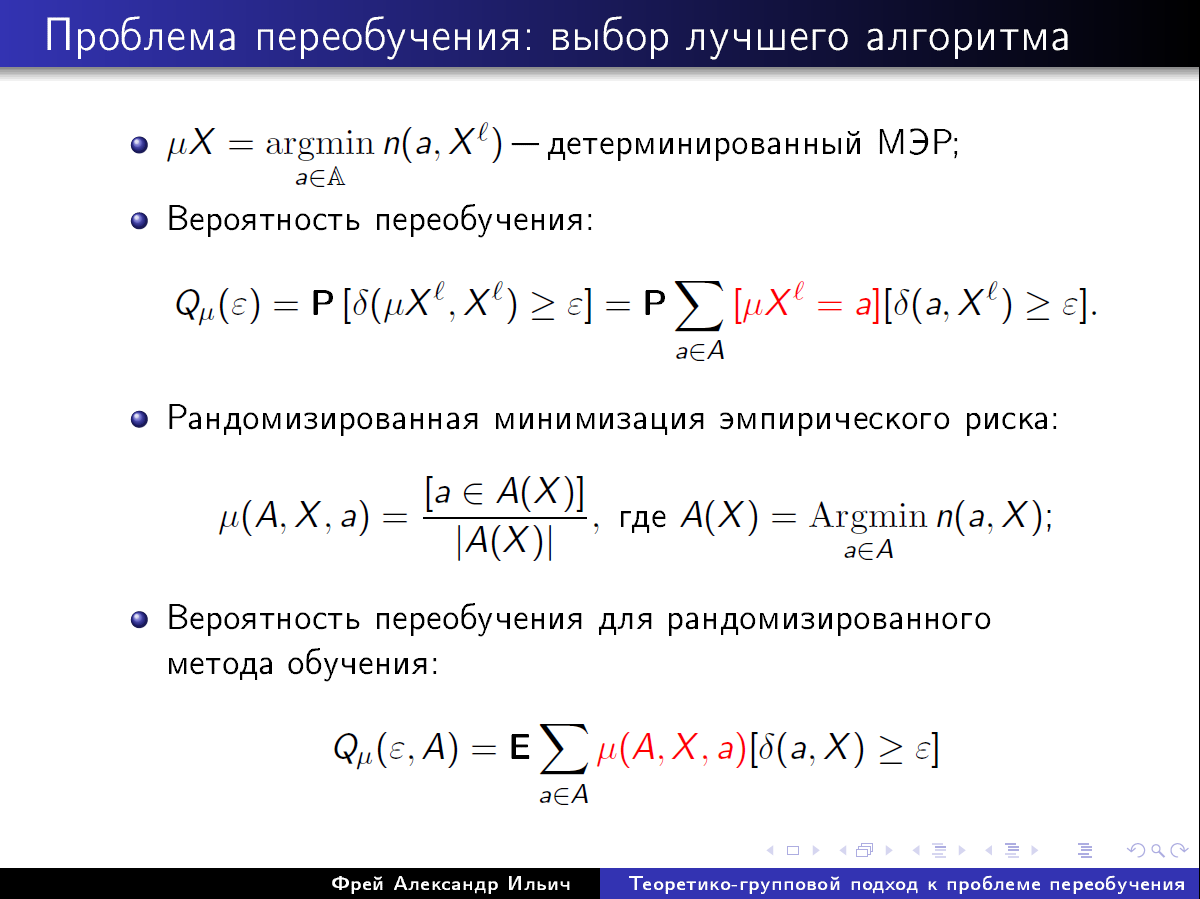 Проблема переобучения: выбор лучшего алгоритма
μX = argmin n(a, X^ℓ) — детерминированный МЭР;
a∈𝔸
Вероятность переобучения:
Q_μ(ε) = P [δ(μX^ℓ, X^ℓ) ≥ ε] = P ∑ [μX^ℓ = a][δ(a, X^ℓ) ≥ ε].
a∈A
Рандомизированная минимизация эмпирического риска:
μ(A, X, a) = [a ∈ A(X)] / |A(X)|, где A(X) = Argmin n(a, X);
a∈A
Вероятность переобучения для рандомизированного
метода обучения:
Q_μ(ε, A) = E ∑ μ(A, X, a)[δ(a, X) ≥ ε]
a∈A
Фрей Александр Ильич
Теоретико-групповой подход к проблеме переобучения